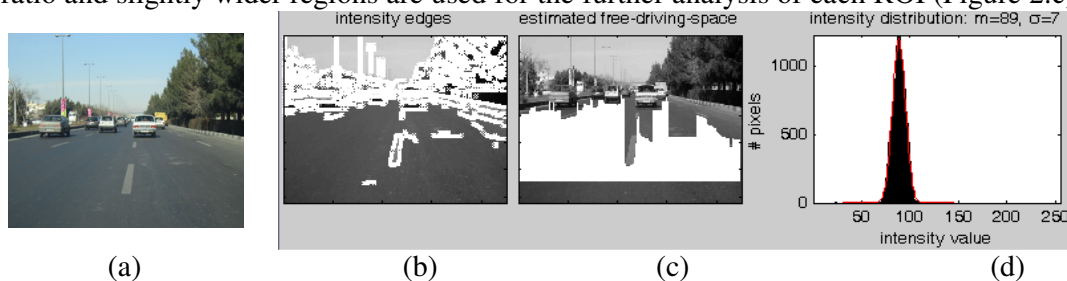 ratio and slightly wider regions are used for the further analysis of each ROI (Figure 2.e,
intensity edges
estimated free-driving-space
intensity distribution: m=89, σ=7
# pixels
1000
500
0
50 100 150 200 250
intensity value
(a) (b) (c) (d)